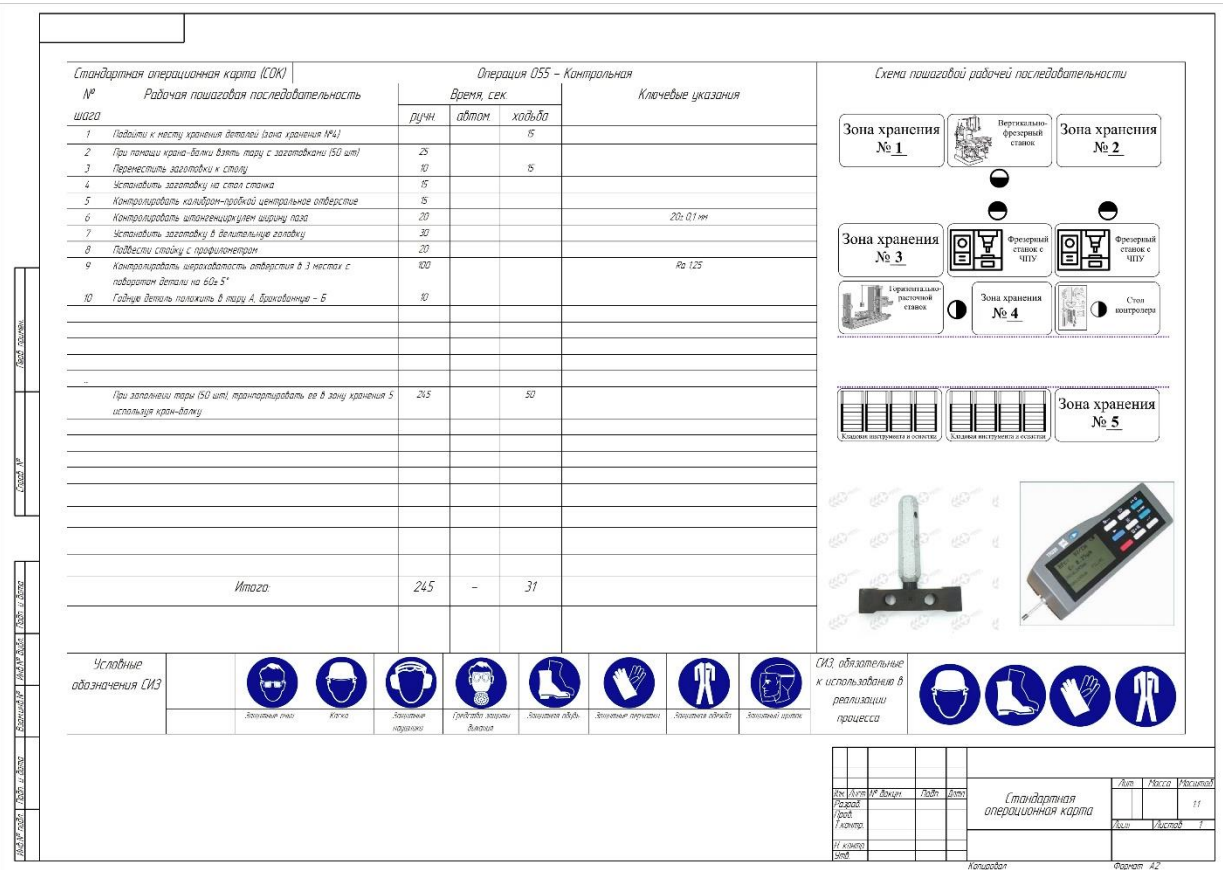 Стандартная операционная карта (СОК)
Операция 055 – Контрольная
Схема пошаговой рабочей последовательности
№ шага
Рабочая пошаговая последовательность
Время, сек.
Ключевые указания
ручн. автом. ходьба
1 Подойти к месту хранения деталей (зона хранения №4) 15
2 При помощи крана-балки взять тару с заготовками (50 шт) 25
3 Переместить заготовки к столу 10 15
4 Установить заготовку на стол станка 15
5 Контролировать калибром-пробкой центральное отверстие 15
6 Контролировать штангенциркулем ширину паза 20 20± 0,1 мм
7 Установить заготовку в делительную головку 30
8 Подвести стойку с профилометром 20
9 Контролировать шероховатость отверстия в 3 местах с 100 Ra 1.25
поворотом детали на 60± 5°
10 Годную деталь положить в тару А, бракованную – Б 10
...
При заполнеии тары (50 шт), транпортировать ее в зону хранения 5 245 50
используя кран-балку
Итого: 245 – 31
Зона хранения
№ 1
Вертикально-
фрезерный
станок
Зона хранения
№ 2
Зона хранения
№ 3
Фрезерный
станок с
ЧПУ
Фрезерный
станок с
ЧПУ
Горизонтально-
расточной
станок
Зона хранения
№ 4
Стол
контролера
Кладовая инструмента и оснастки
Кладовая инструмента и оснастки
Зона хранения
№ 5
Условные
обозначения СИЗ
Защитные очки
Каска
Защитные
наушники
Средства защиты
дыхания
Защитная обувь
Защитные перчатки
Защитная одежда
Защитный щиток
СИЗ, обязательные
к использованию в
реализации
процесса
Перв. примен.
Справ. №
Подп. и дата
Инв.№ дубл.
Взам.инв.№
Подп. и дата
Инв.№ подл.
Изм. Лист № докум. Подп. Дата
Разраб.
Пров.
Т.контр.
Н. контр.
Утв.
Стандартная
операционная карта
Лит. Масса Масштаб
1:1
Лист Листов 1
Копировал
Формат А2